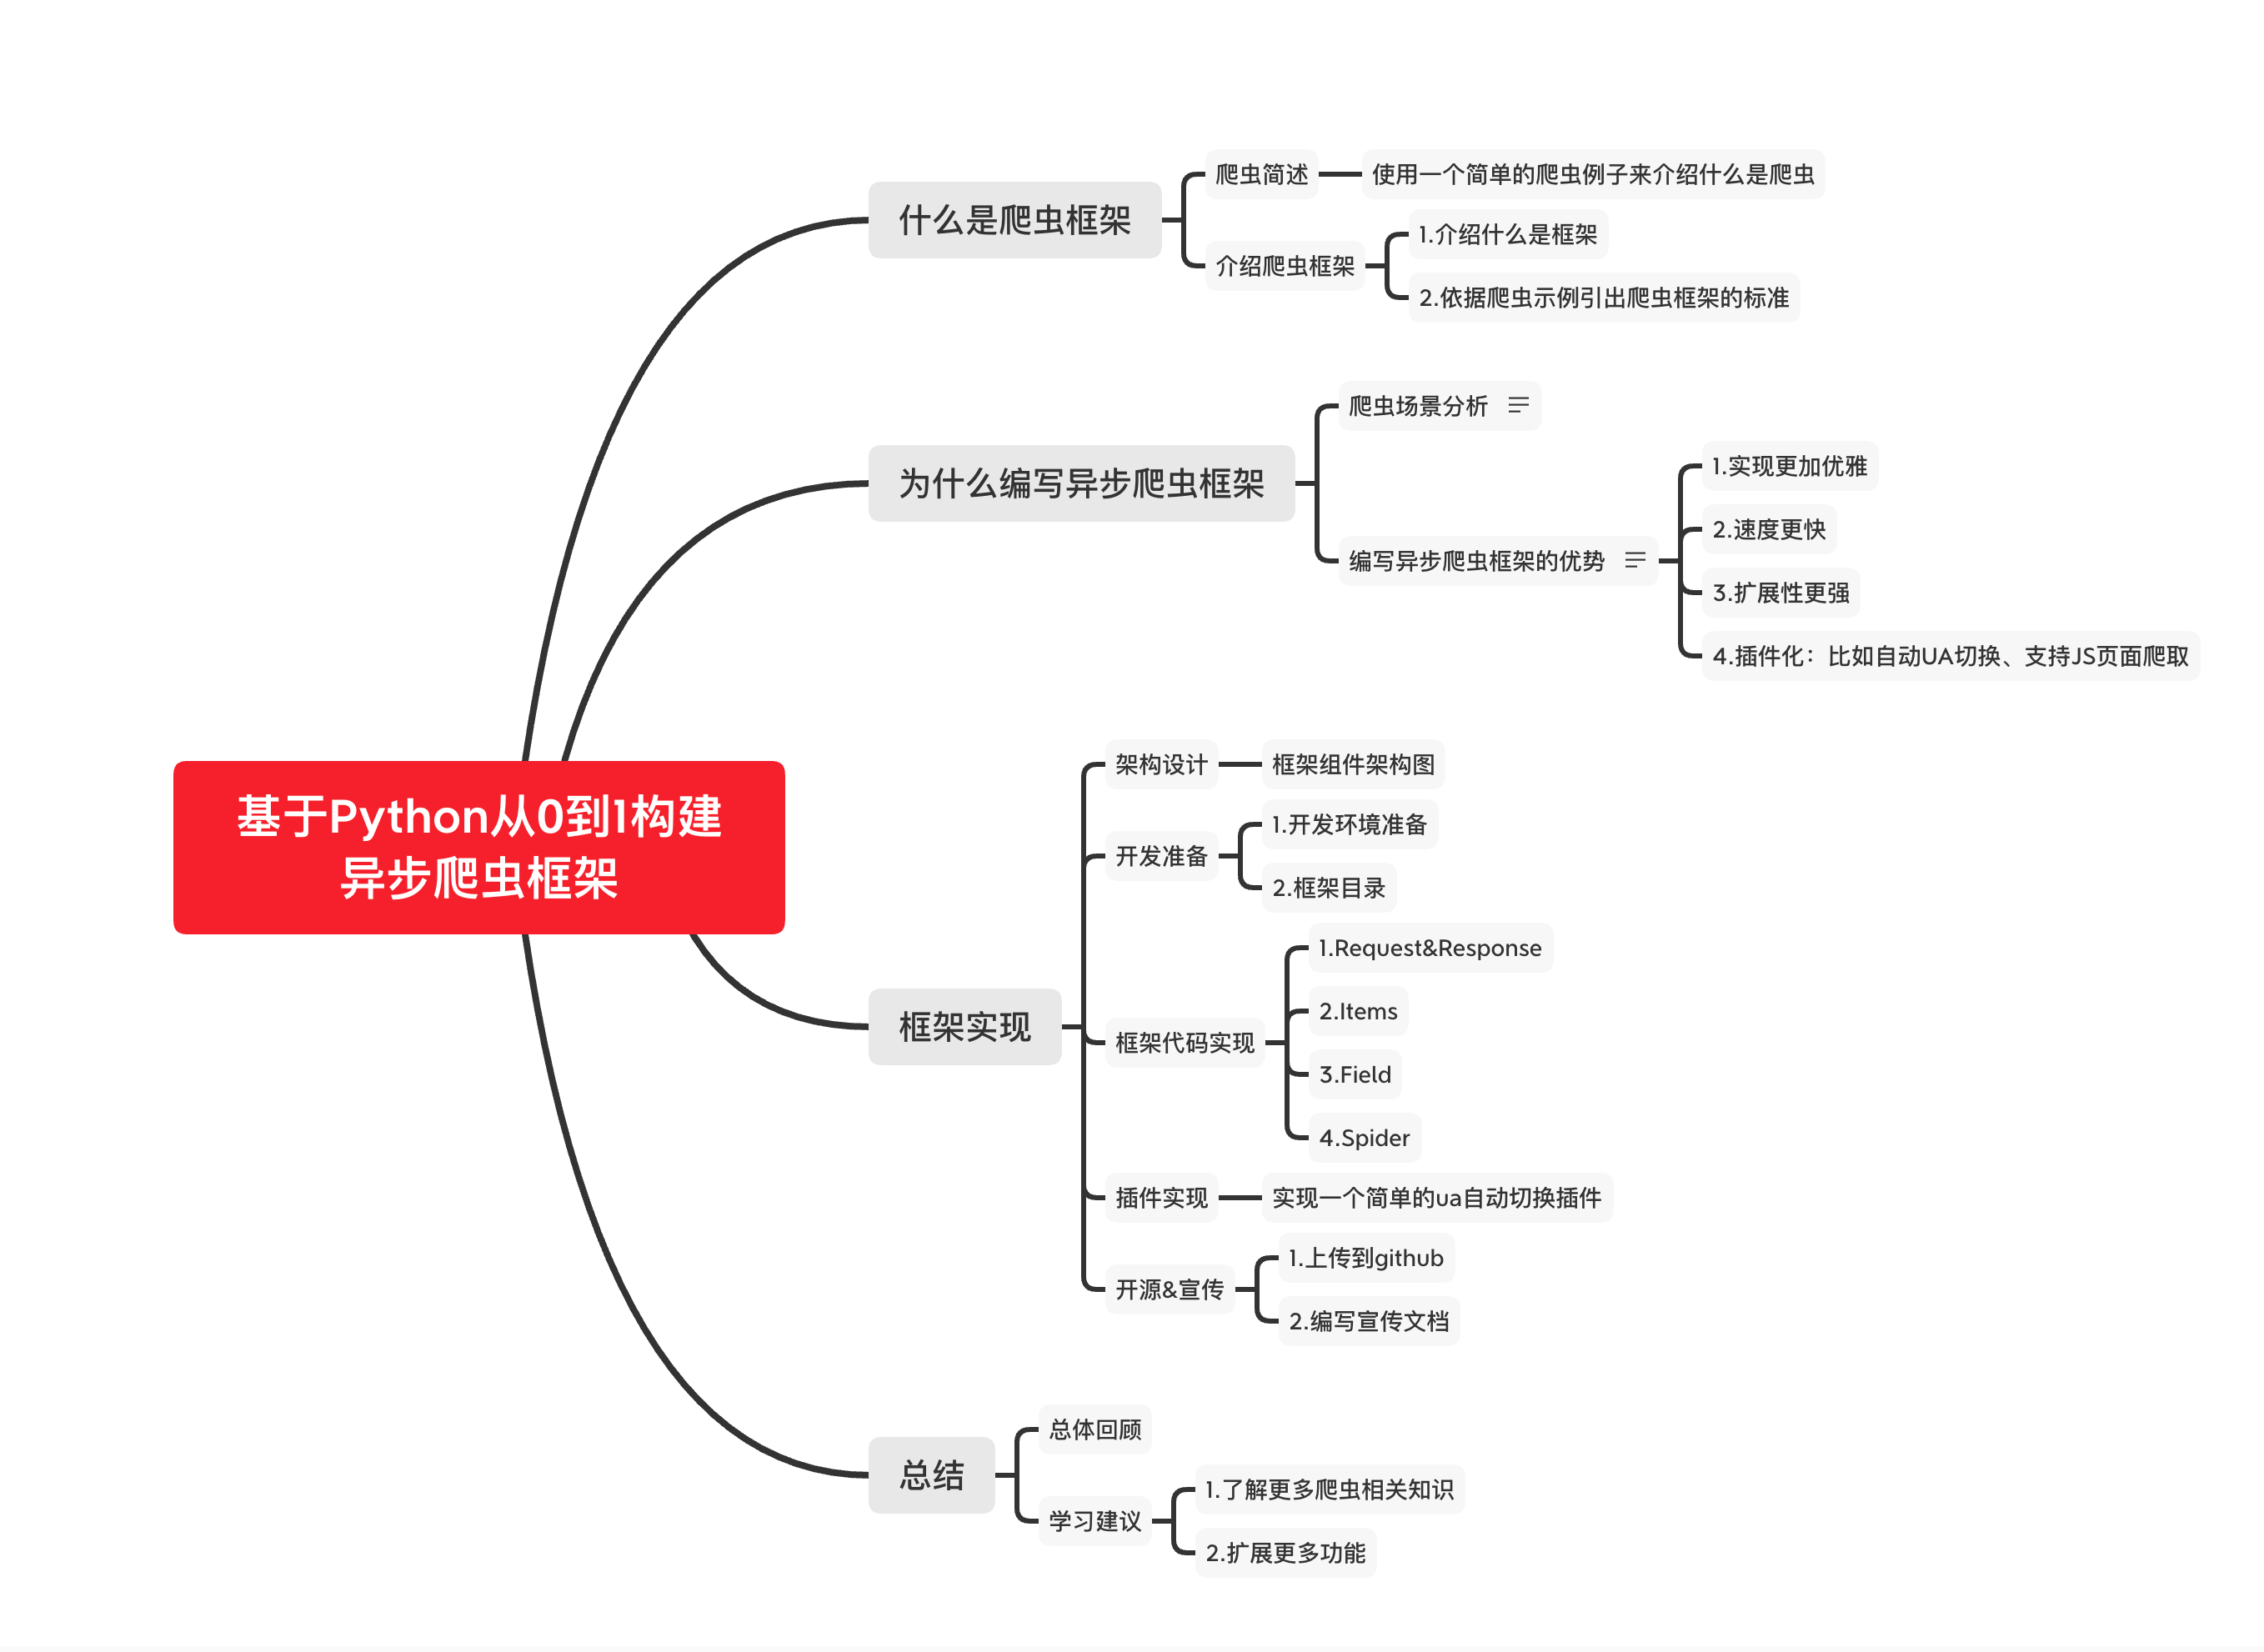 基于Python从0到1构建
异步爬虫框架
什么是爬虫框架
爬虫简述
使用一个简单的爬虫例子来介绍什么是爬虫
介绍爬虫框架
1.介绍什么是框架
2.依据爬虫示例引出爬虫框架的标准
为什么编写异步爬虫框架
爬虫场景分析
编写异步爬虫框架的优势
1.实现更加优雅
2.速度更快
3.扩展性更强
4.插件化：比如自动UA切换、支持JS页面爬取
框架实现
架构设计
框架组件架构图
开发准备
1.开发环境准备
2.框架目录
框架代码实现
1.Request&Response
2.Items
3.Field
4.Spider
插件实现
实现一个简单的ua自动切换插件
开源&宣传
1.上传到github
2.编写宣传文档
总结
总体回顾
学习建议
1.了解更多爬虫相关知识
2.扩展更多功能